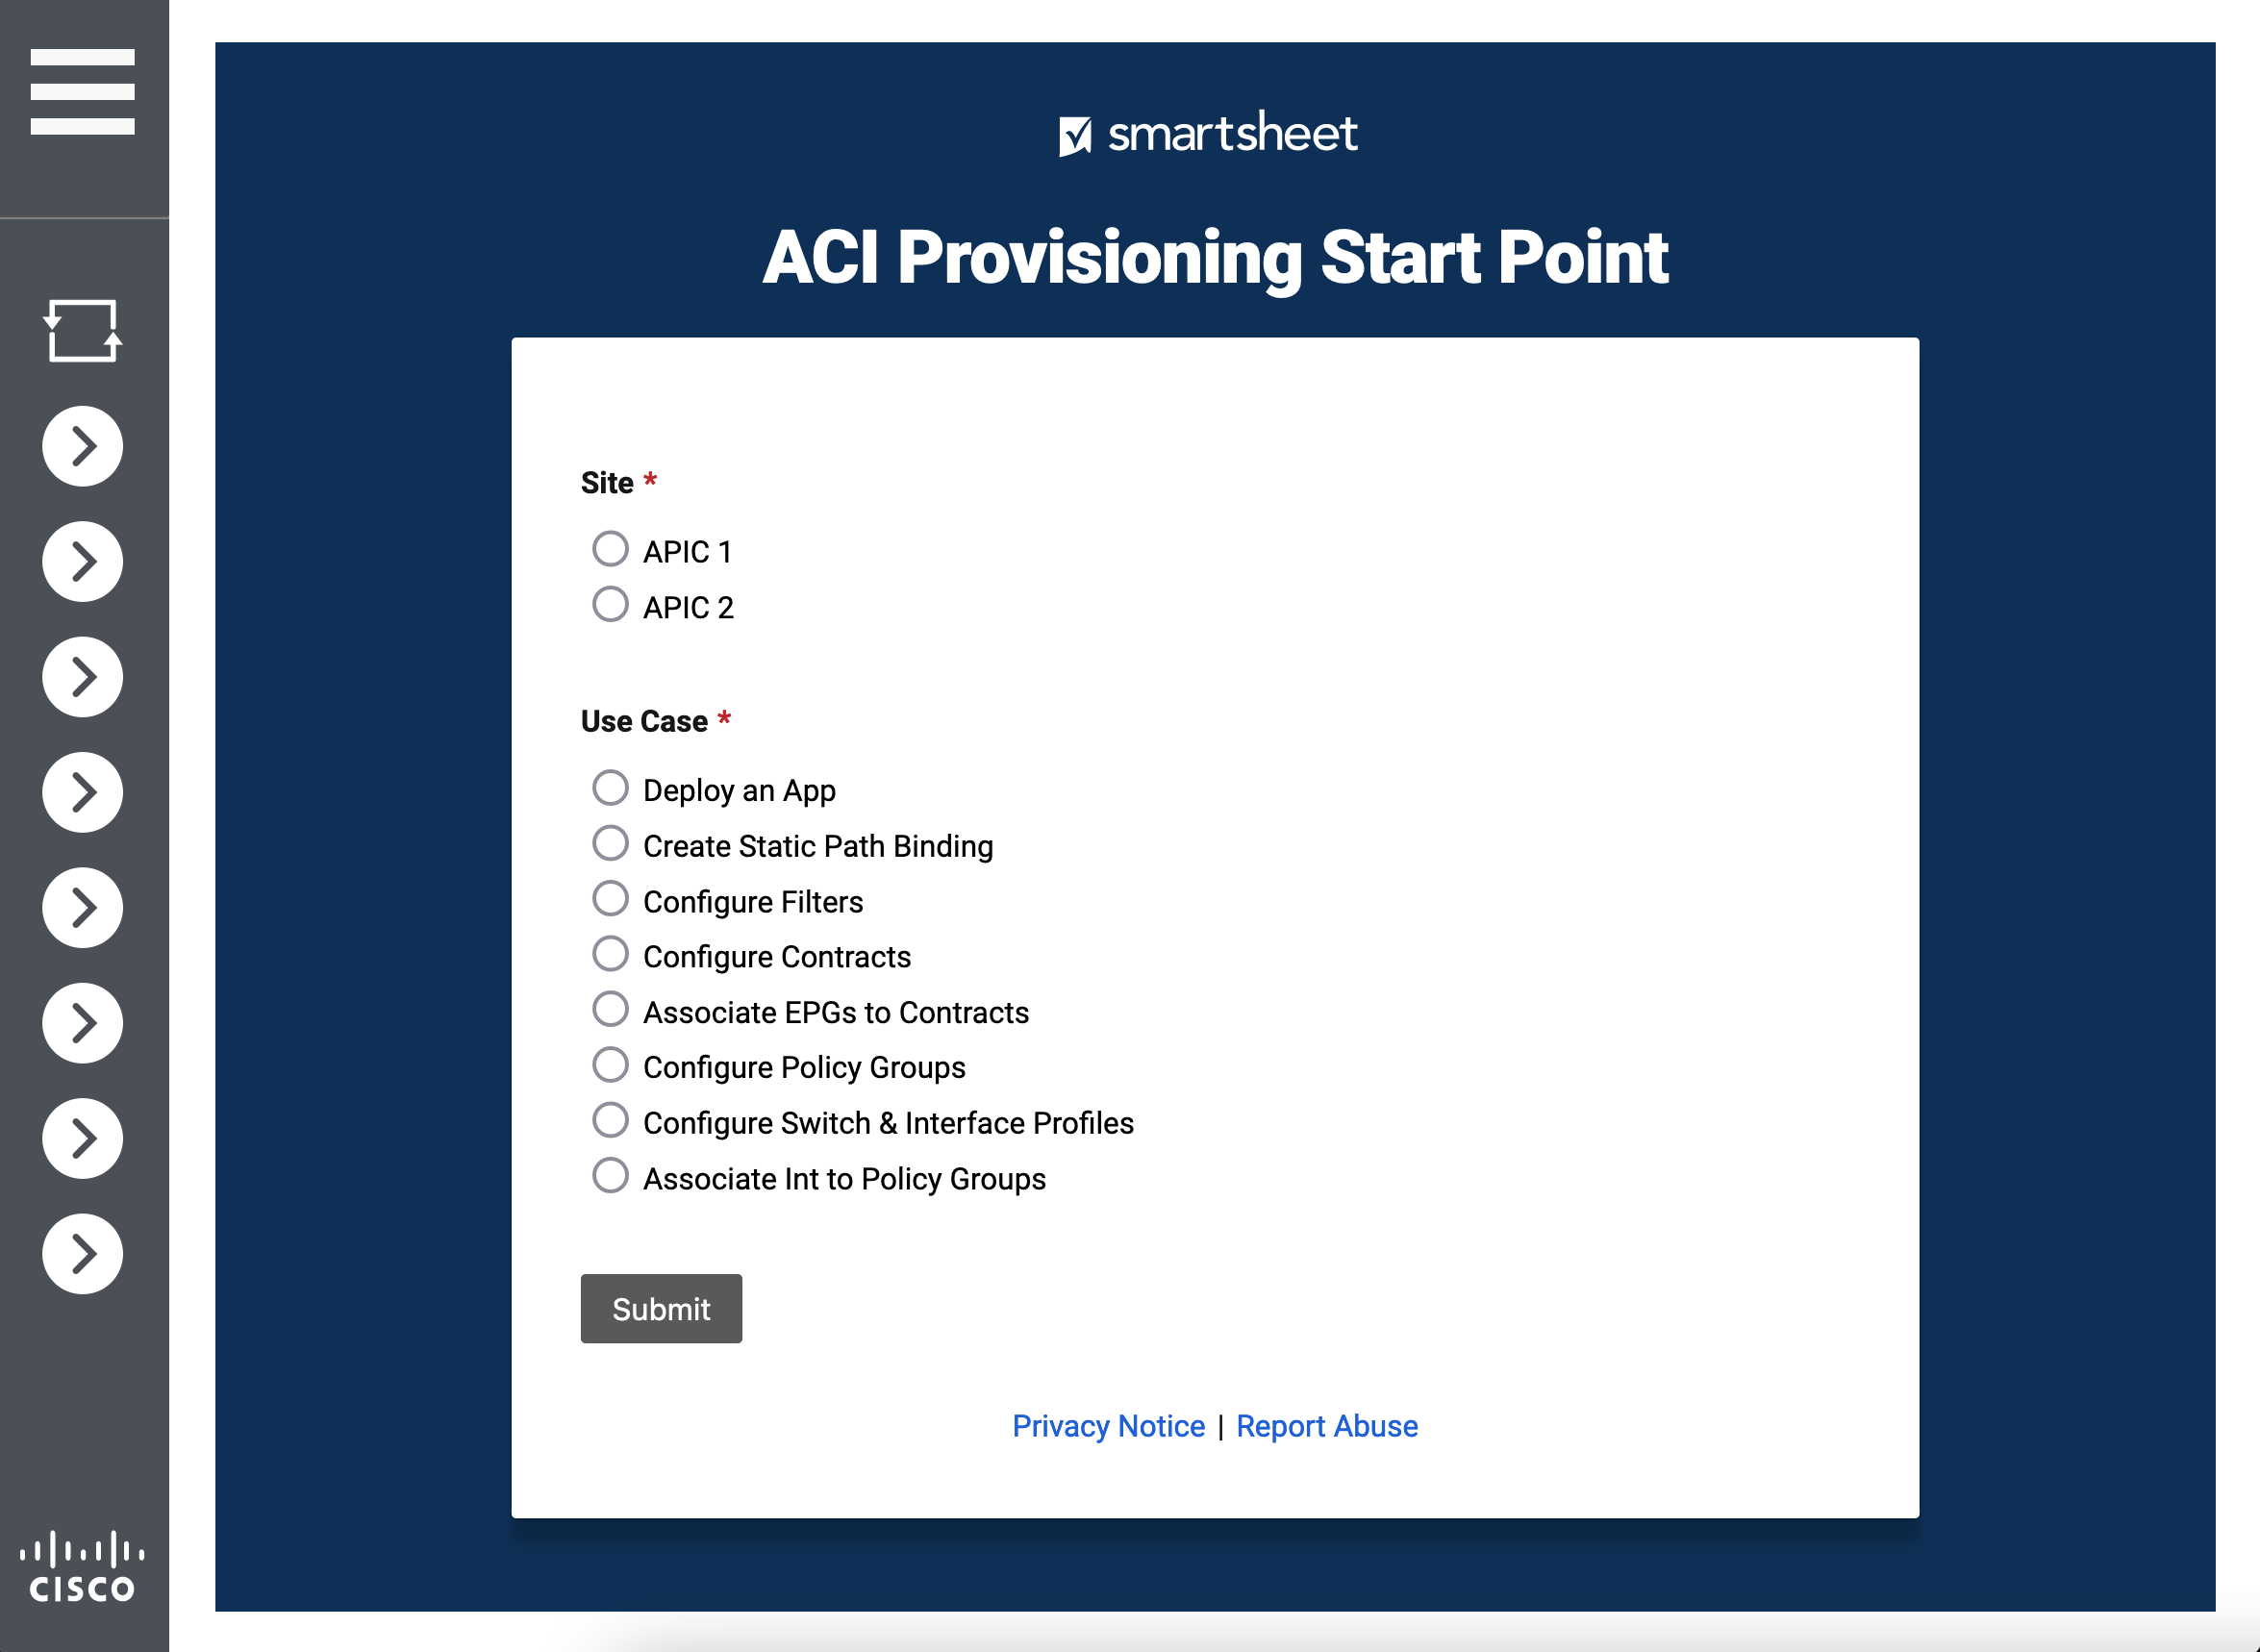 smartsheet
ACI Provisioning Start Point
Site *
APIC 1
APIC 2
Use Case *
Deploy an App
Create Static Path Binding
Configure Filters
Configure Contracts
Associate EPGs to Contracts
Configure Policy Groups
Configure Switch & Interface Profiles
Associate Int to Policy Groups
Submit
Privacy Notice | Report Abuse
CISCO